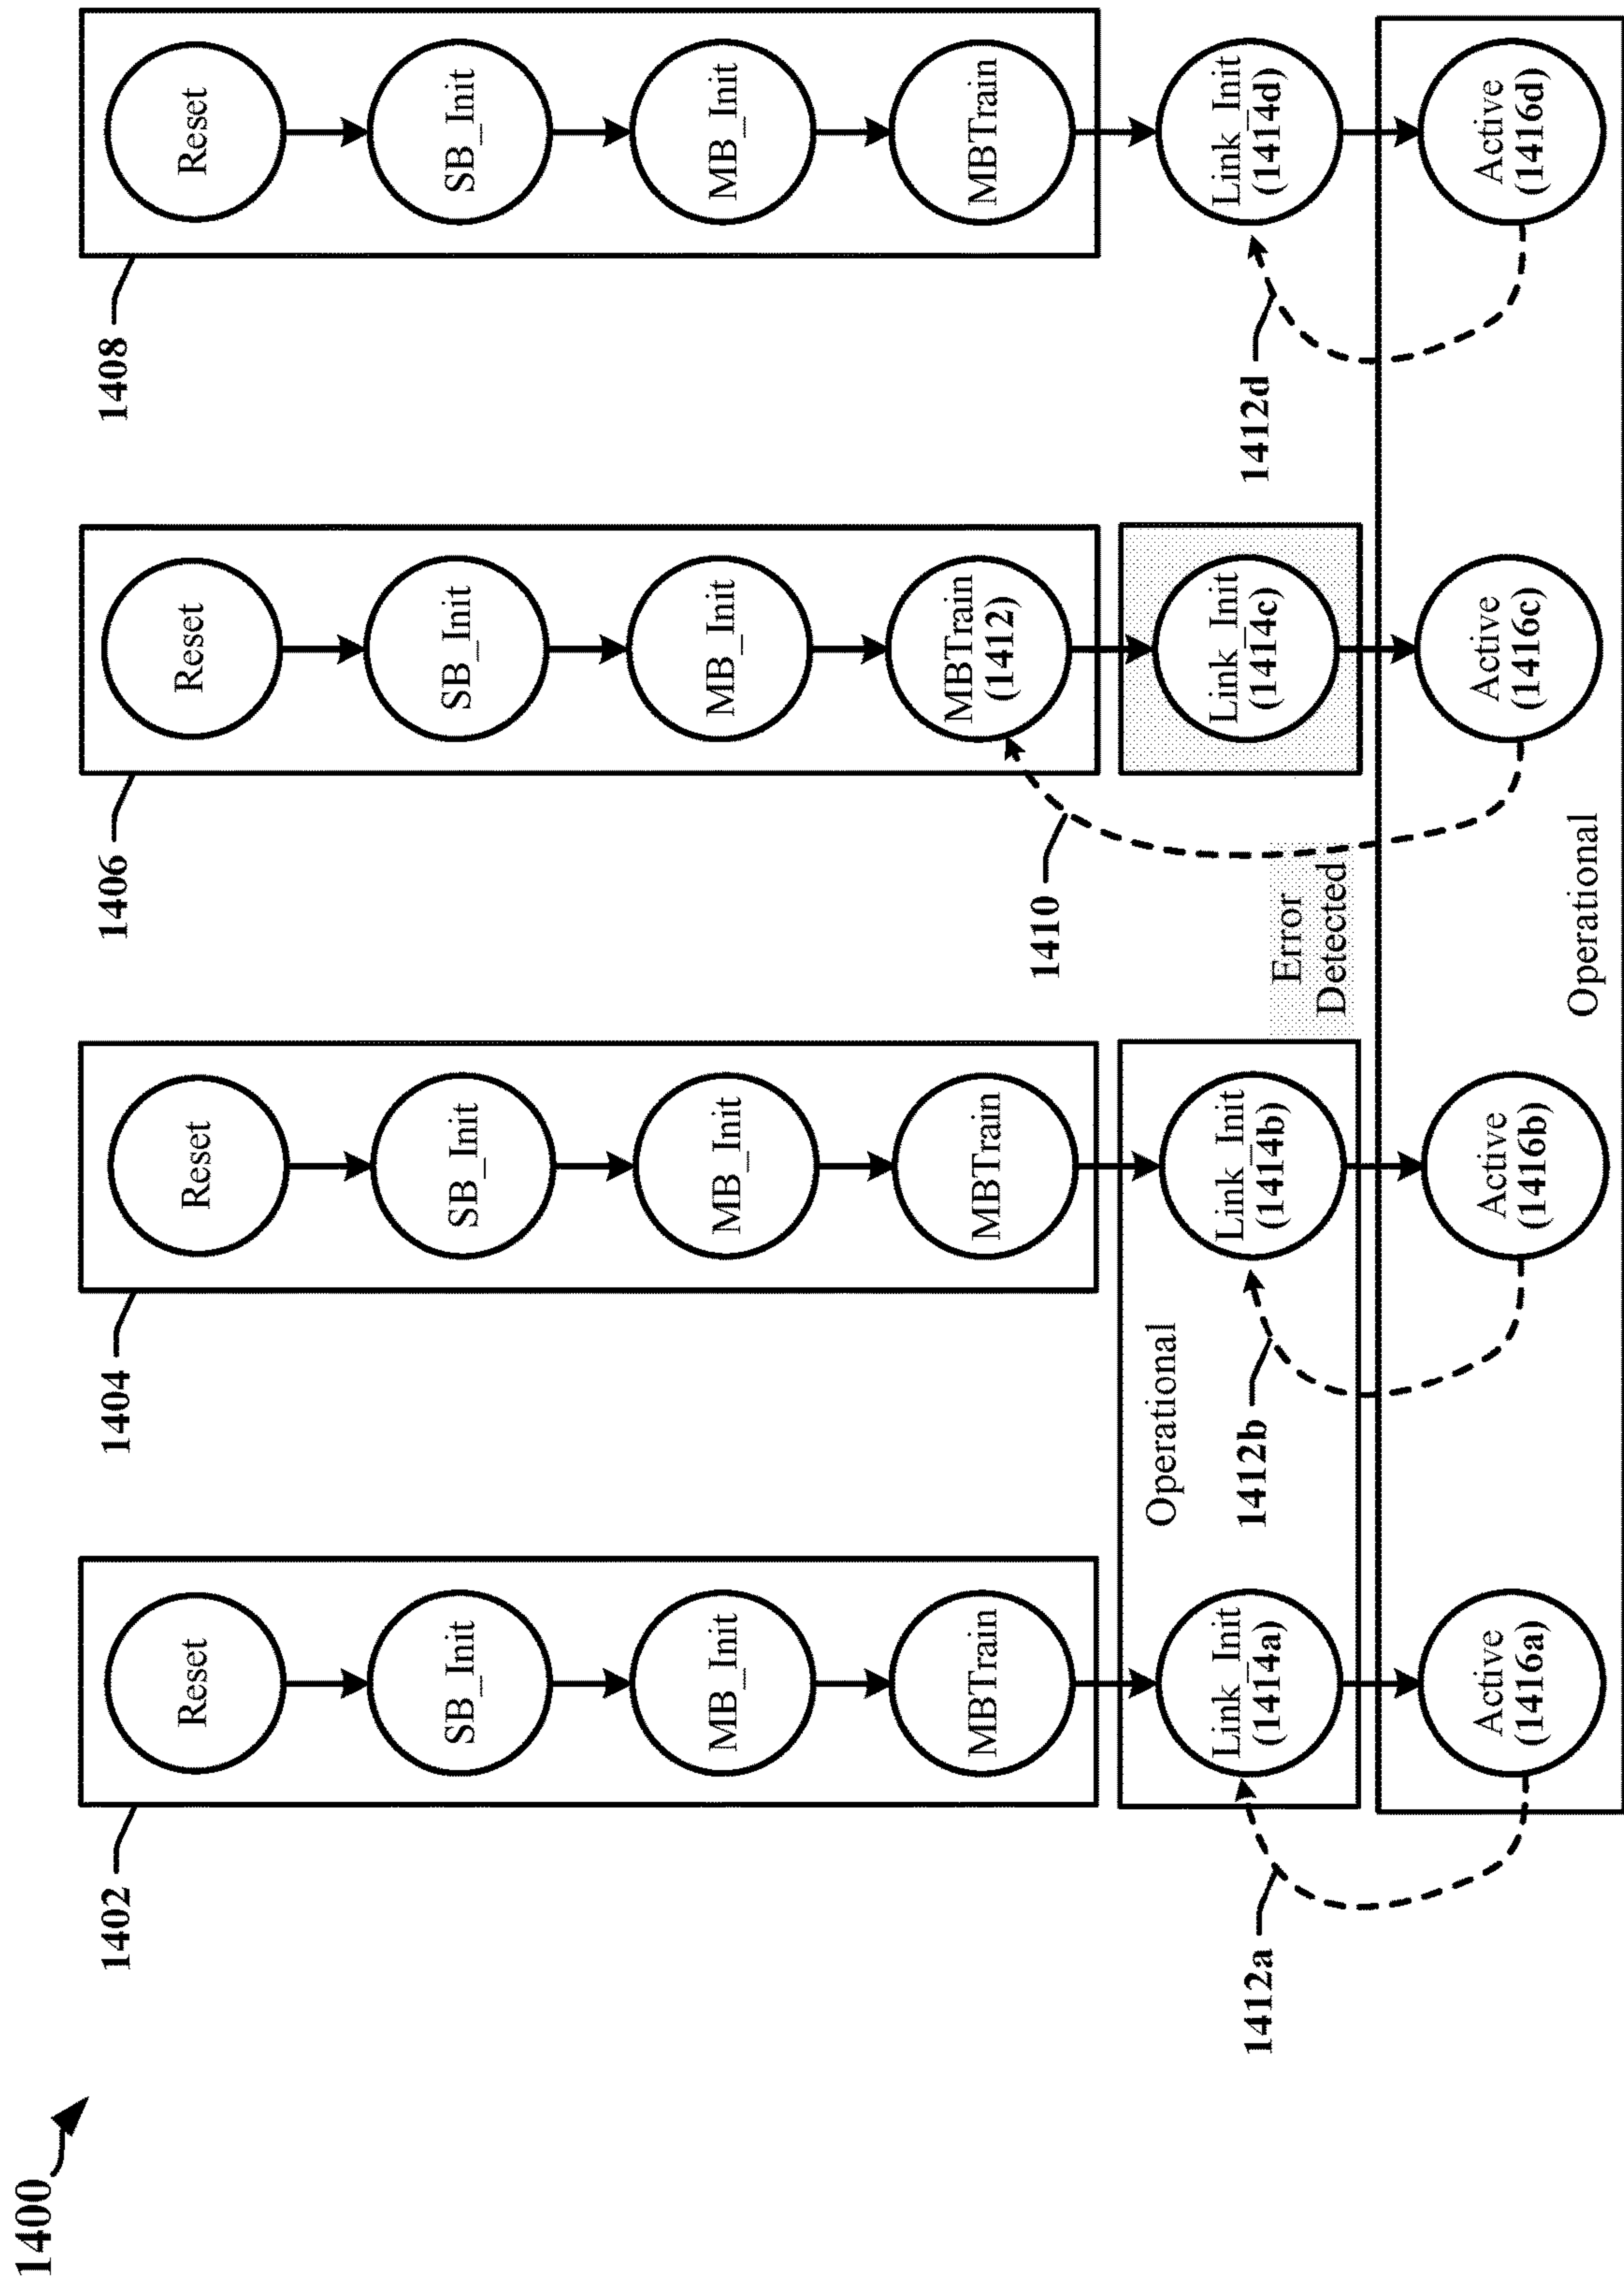 1400
1402
Reset
SB_Init
MB_Init
MBTrain
1404
Reset
SB_Init
MB_Init
MBTrain
1406
Reset
SB_Init
MB_Init
MBTrain
(1412)
1408
Reset
SB_Init
MB_Init
MBTrain
1410
1412a
Link_Init
(1414a)
Operational
1412b
Link_Init
(1414b)
Error
Detected
Link_Init
(1414c)
1412d
Link_Init
(1414d)
Active
(1416a)
Active
(1416b)
Operational
Active
(1416c)
Active
(1416d)